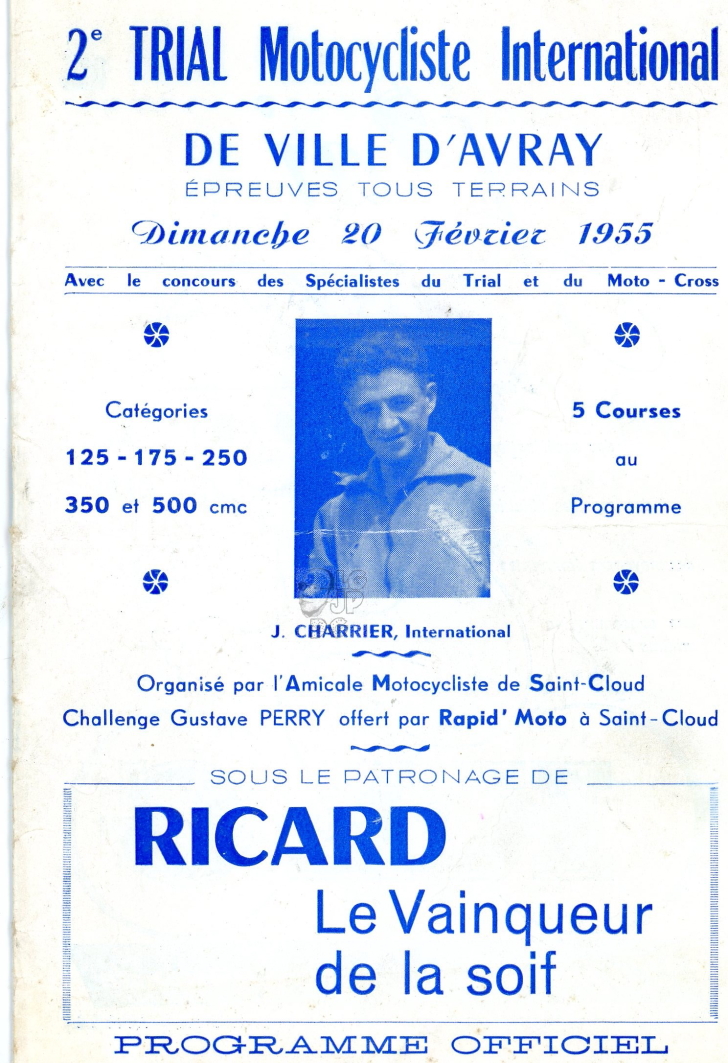 2e TRIAL Motocycliste International
DE VILLE D'AVRAY
ÉPREUVES TOUS TERRAINS
Dimanche 20 Février 1955
Avec le concours des Spécialistes du Trial et du Moto - Cross
Catégories
125 - 175 - 250
350 et 500 cmc
5 Courses
au
Programme
J. CHARRIER, International
Organisé par l'Amicale Motocycliste de Saint-Cloud
Challenge Gustave PERRY offert par Rapid' Moto à Saint-Cloud
SOUS LE PATRONAGE DE
RICARD
Le Vainqueur
de la soif
PROGRAMME OFFICIEL